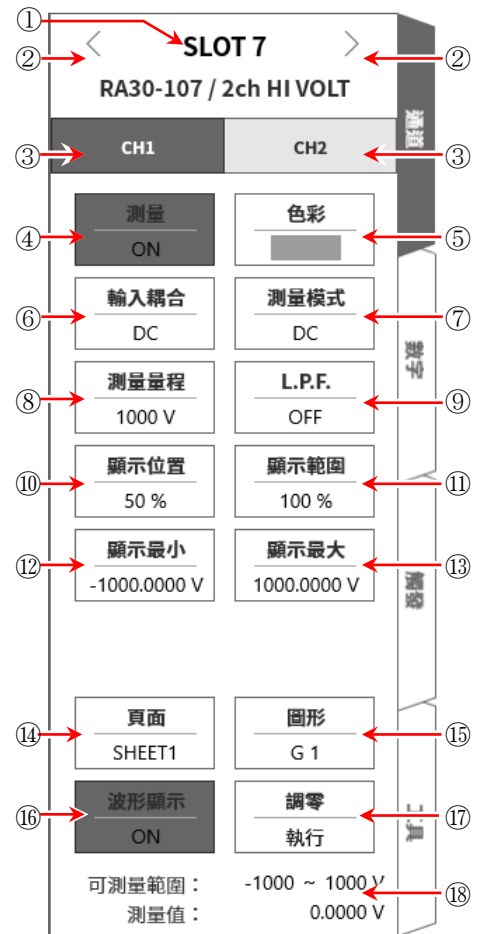 ①
② < SLOT 7 > ②
RA30-107 / 2ch HI VOLT
③ CH1 CH2 ③
④ 測量 色彩 ⑤
ON
⑥ 輸入耦合 測量模式 ⑦
DC DC
⑧ 測量量程 L.P.F. ⑨
1000 V OFF
⑩ 顯示位置 顯示範圍 ⑪
50 % 100 %
⑫ 顯示最小 顯示最大 ⑬
-1000.0000 V 1000.0000 V
⑭ 頁面 圖形 ⑮
SHEET1 G 1
⑯ 波形顯示 調零 ⑰
ON 執行
可測量範圍： -1000 ~ 1000 V ⑱
測量值： 0.0000 V
通道
數字
觸發
工具